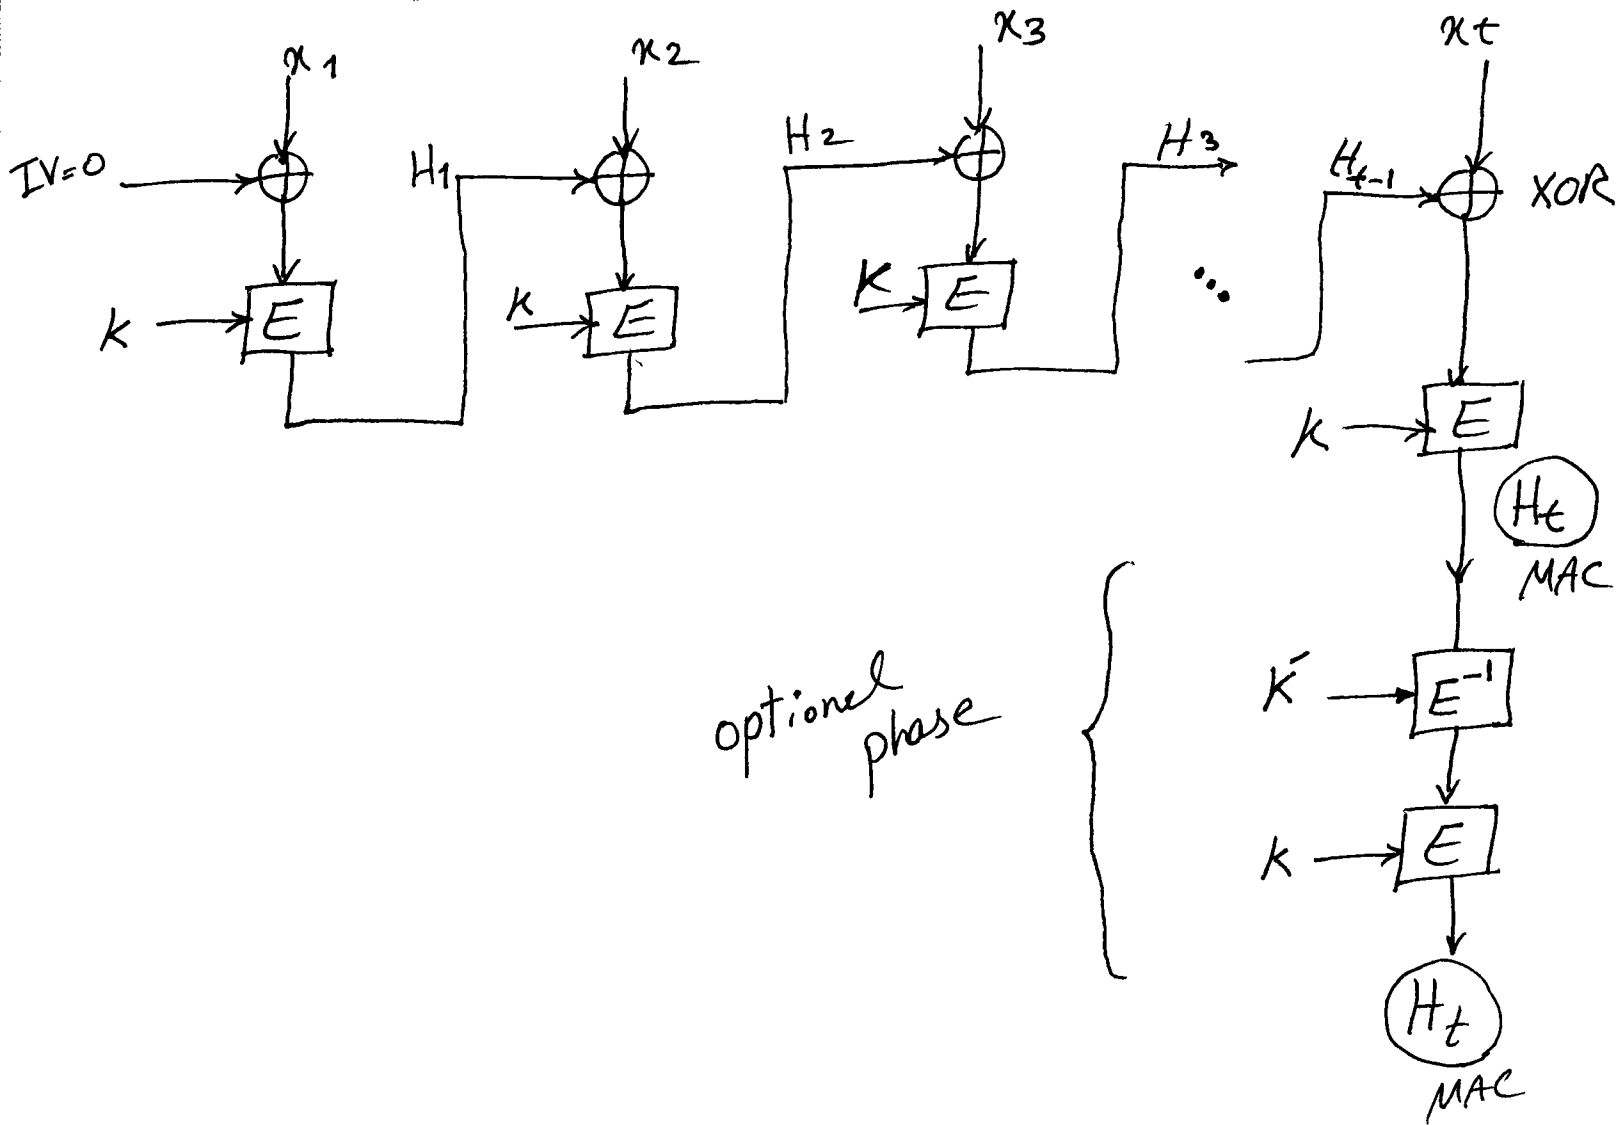 x1
x2
x3
xt
IV=0
H1
H2
H3
Ht-1
XOR
k
E
k
E
K
E
k
E
Ht
MAC
optional
phase
K'
E^-1
k
E
Ht
MAC